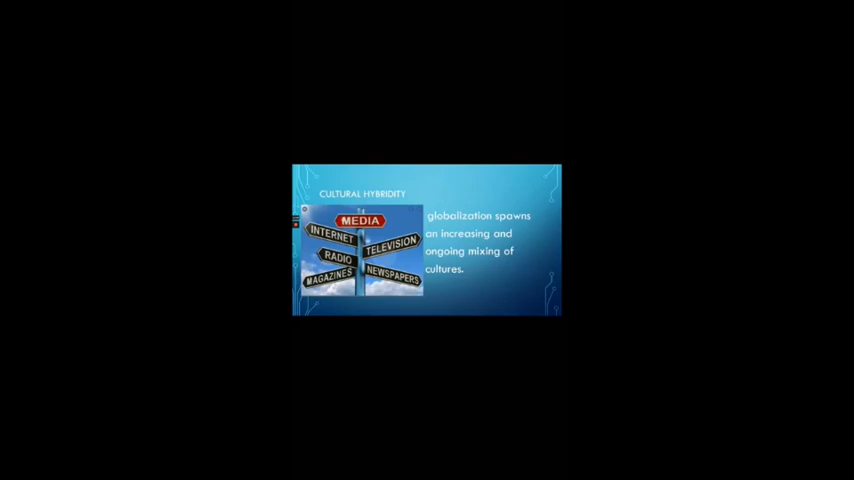 CULTURAL HYBRIDITY
MEDIA
INTERNET
TELEVISION
RADIO
MAGAZINES
NEWSPAPERS
globalization spawns
an increasing and
ongoing mixing of
cultures.